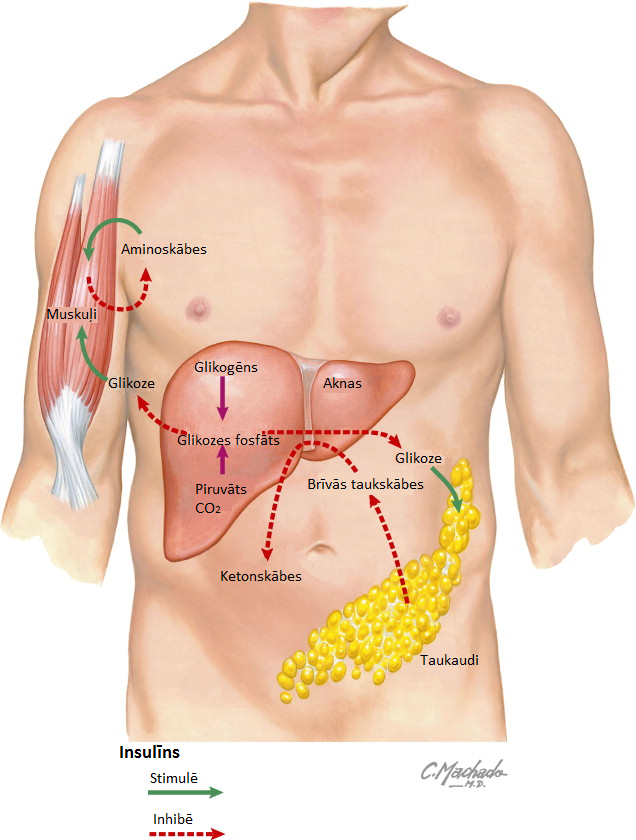 Aminoskābes
Muskuļi
Glikogēns
Aknas
Glikoze
Glikozes fosfāts
Glikoze
Piruvāts
CO2
Brīvās taukskābes
Ketonskābes
Taukaudi
Insulīns
Stimulē
Inhibē
C.Machado
M.D.